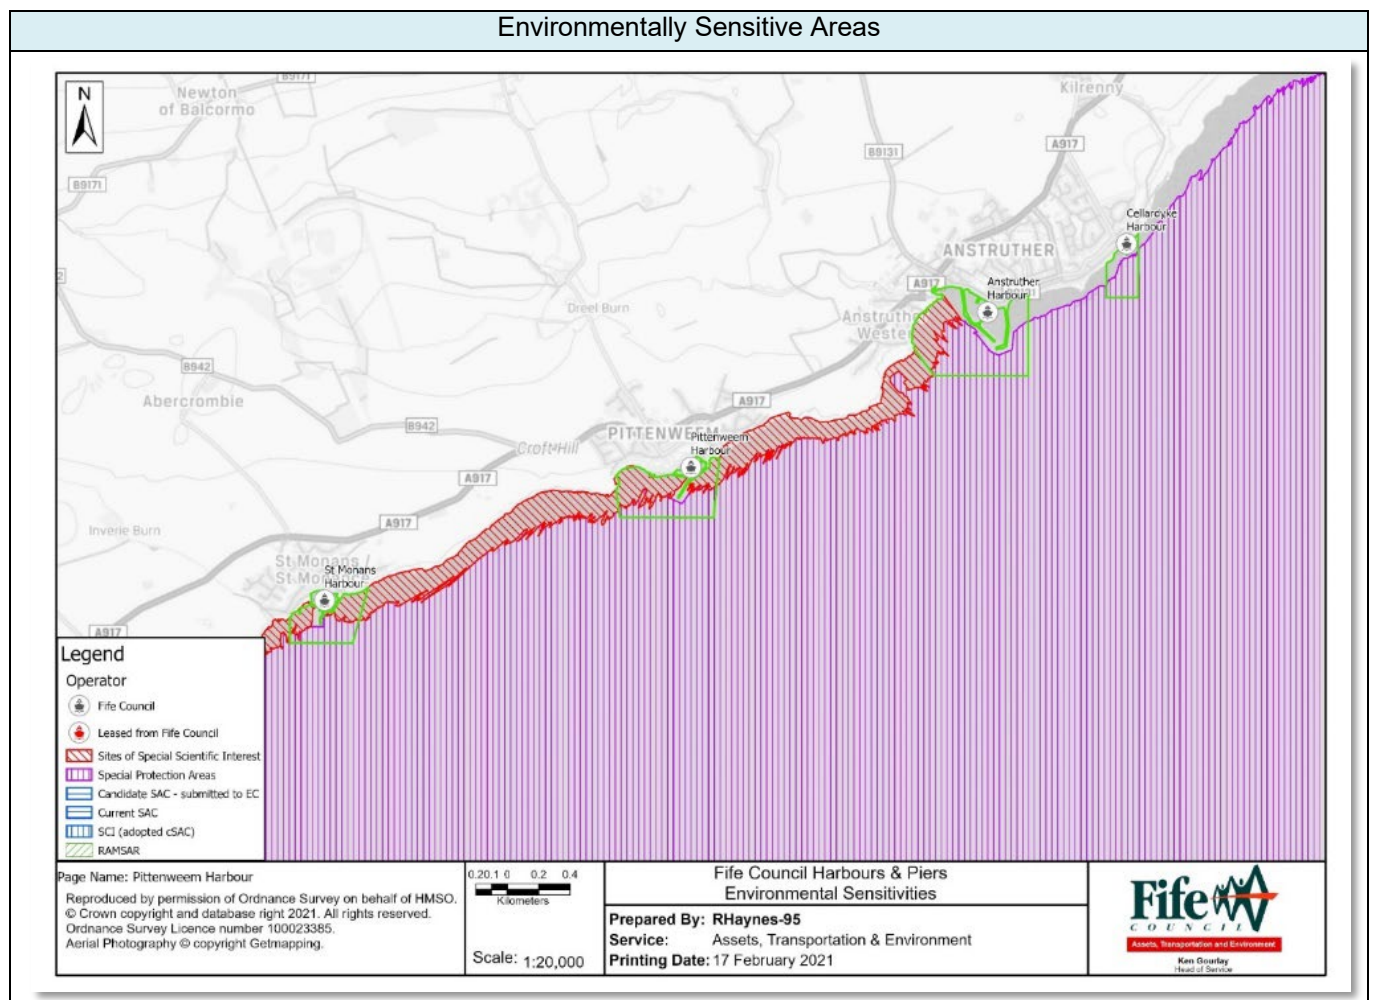 Environmentally Sensitive Areas
N
Newton
of Balcormo
B9171
Kilrenny
A917
B9131
B9171
Cellardyke
Harbour
ANSTRUTHER
A917
Anstruther
Harbour
Dreel Burn
Anstruther
Wester
B942
Abercrombie
A917
B942
PITTENWEEM
Pittenweem
Harbour
Croft Hill
A917
A917
Inverie Burn
St Monans /
St Monance
St Monans
Harbour
A917
Legend
Operator
Fife Council
Leased from Fife Council
Sites of Special Scientific Interest
Special Protection Areas
Candidate SAC - submitted to EC
Current SAC
SCI (adopted cSAC)
RAMSAR
Page Name: Pittenweem Harbour
Reproduced by permission of Ordnance Survey on behalf of HMSO.
© Crown copyright and database right 2021. All rights reserved.
Ordnance Survey Licence number 100023385.
Aerial Photography © copyright Getmapping.
0.20.1 0 0.2 0.4
Kilometers
Scale: 1:20,000
Fife Council Harbours & Piers
Environmental Sensitivities
Prepared By: RHaynes-95
Service: Assets, Transportation & Environment
Printing Date: 17 February 2021
Fife
COUNCIL
Assets, Transportation and Environment
Ken Gourlay
Head of Service